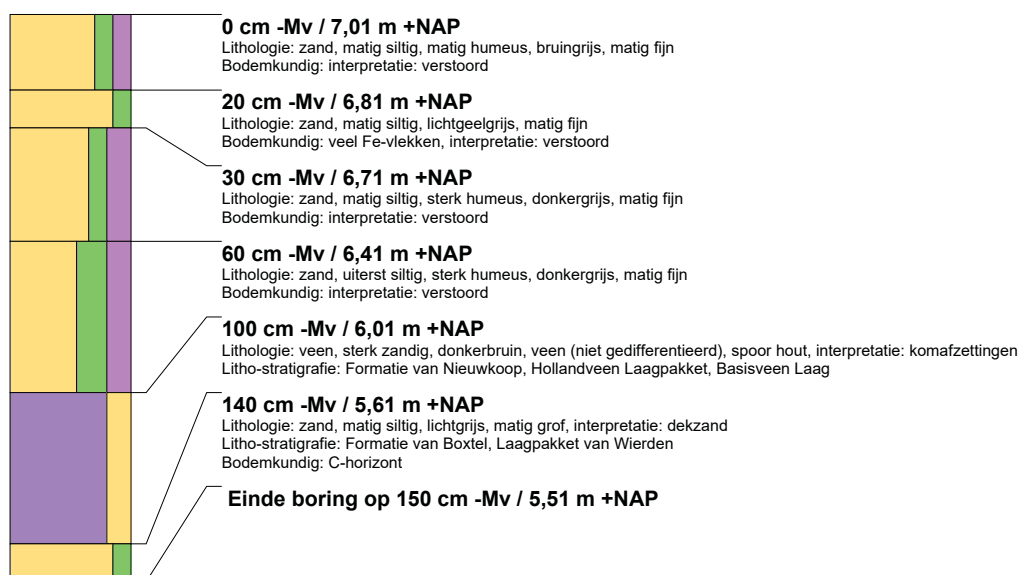 0 cm -Mv / 7,01 m +NAP
Lithologie: zand, matig siltig, matig humeus, bruingrijs, matig fijn
Bodemkundig: interpretatie: verstoord
20 cm -Mv / 6,81 m +NAP
Lithologie: zand, matig siltig, lichtgeelgrijs, matig fijn
Bodemkundig: veel Fe-vlekken, interpretatie: verstoord
30 cm -Mv / 6,71 m +NAP
Lithologie: zand, matig siltig, sterk humeus, donkergrijs, matig fijn
Bodemkundig: interpretatie: verstoord
60 cm -Mv / 6,41 m +NAP
Lithologie: zand, uiterst siltig, sterk humeus, donkergrijs, matig fijn
Bodemkundig: interpretatie: verstoord
100 cm -Mv / 6,01 m +NAP
Lithologie: veen, sterk zandig, donkerbruin, veen (niet gedifferentieerd), spoor hout, interpretatie: komafzettingen
Litho-stratigrafie: Formatie van Nieuwkoop, Hollandveen Laagpakket, Basisveen Laag
140 cm -Mv / 5,61 m +NAP
Lithologie: zand, matig siltig, lichtgrijs, matig grof, interpretatie: dekzand
Litho-stratigrafie: Formatie van Boxtel, Laagpakket van Wierden
Bodemkundig: C-horizont
Einde boring op 150 cm -Mv / 5,51 m +NAP